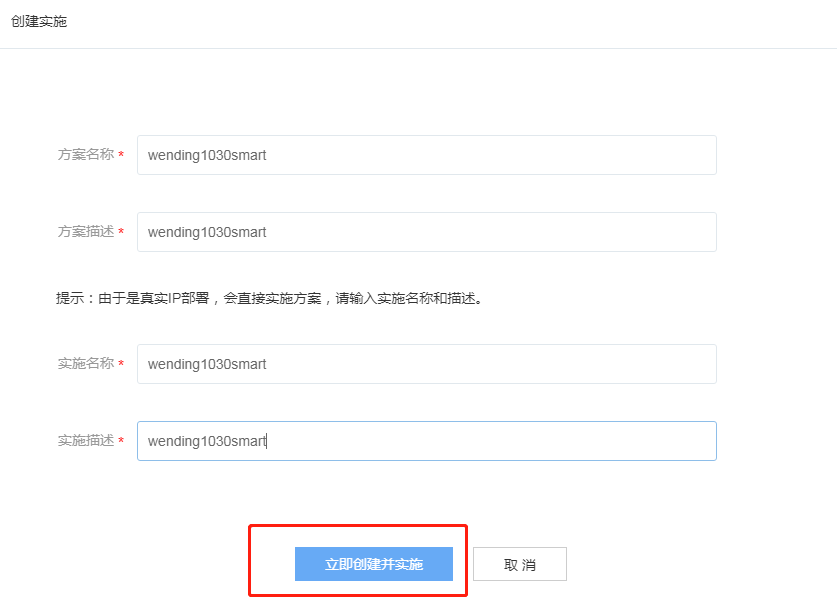 创建实施
方案名称 * wending1030smart
方案描述 * wending1030smart
提示：由于是真实IP部署，会直接实施方案，请输入实施名称和描述。
实施名称 * wending1030smart
实施描述 * wending1030smart
立即创建并实施 取 消